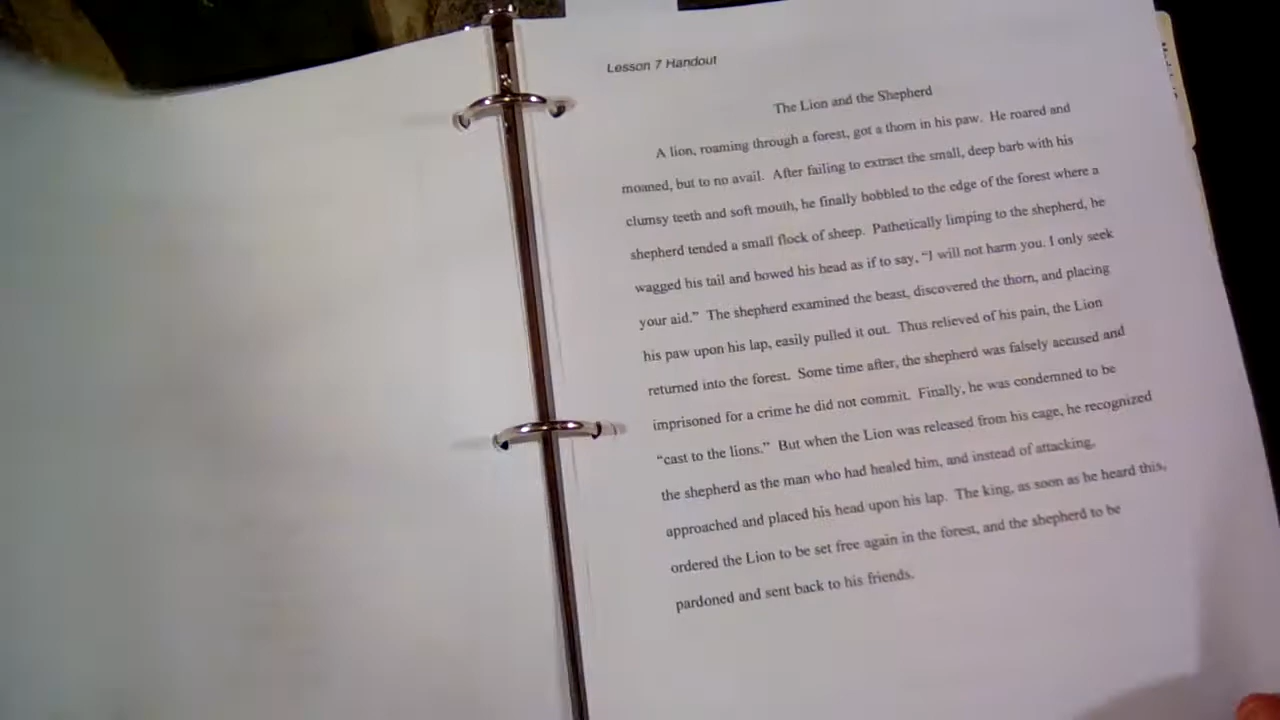 Lesson 7 Handout
The Lion and the Shepherd
A lion, roaming through a forest, got a thorn in his paw. He roared and
moaned, but to no avail. After failing to extract the small, deep barb with his
clumsy teeth and soft mouth, he finally hobbled to the edge of the forest where a
shepherd tended a small flock of sheep. Pathetically limping to the shepherd, he
wagged his tail and bowed his head as if to say, “I will not harm you. I only seek
your aid.” The shepherd examined the beast, discovered the thorn, and placing
his paw upon his lap, easily pulled it out. Thus relieved of his pain, the Lion
returned into the forest. Some time after, the shepherd was falsely accused and
imprisoned for a crime he did not commit. Finally, he was condemned to be
“cast to the lions.” But when the Lion was released from his cage, he recognized
the shepherd as the man who had healed him, and instead of attacking,
approached and placed his head upon his lap. The king, as soon as he heard this,
ordered the Lion to be set free again in the forest, and the shepherd to be
pardoned and sent back to his friends.